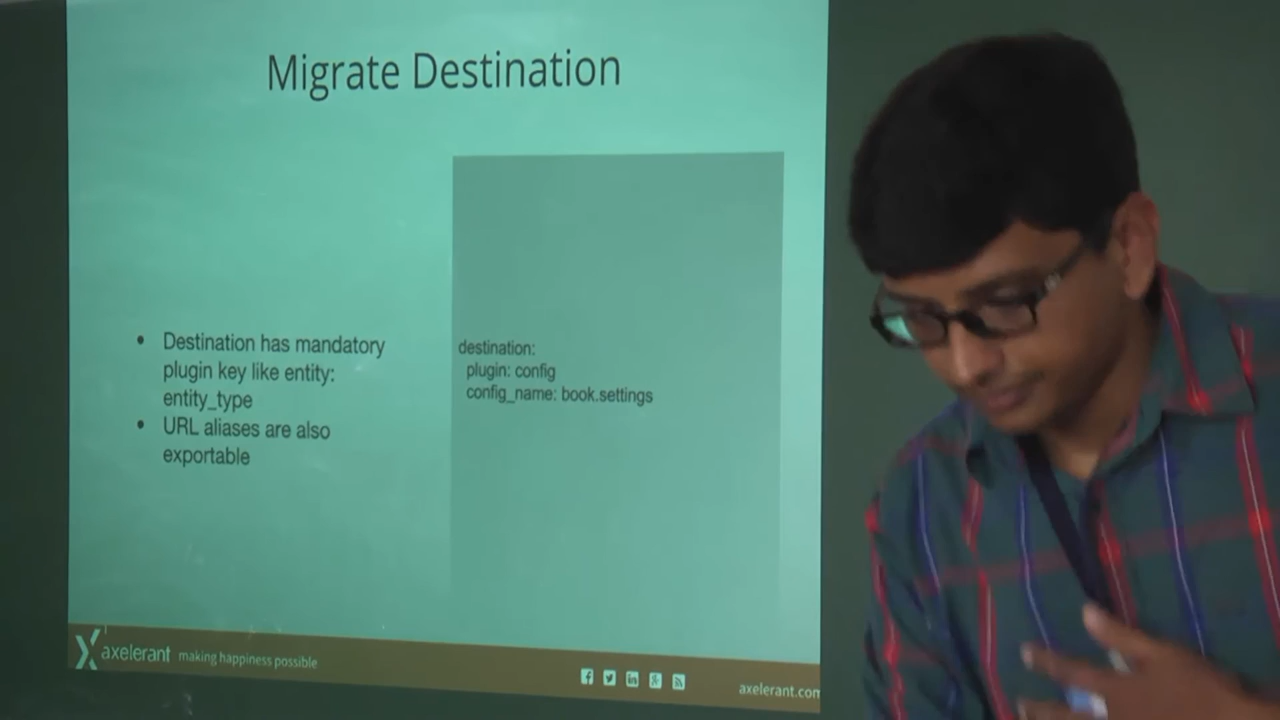 Migrate Destination
• Destination has mandatory
plugin key like entity:
entity_type
• URL aliases are also
exportable
destination:
plugin: config
config_name: book.settings
axelerant making happiness possible
axelerant.com